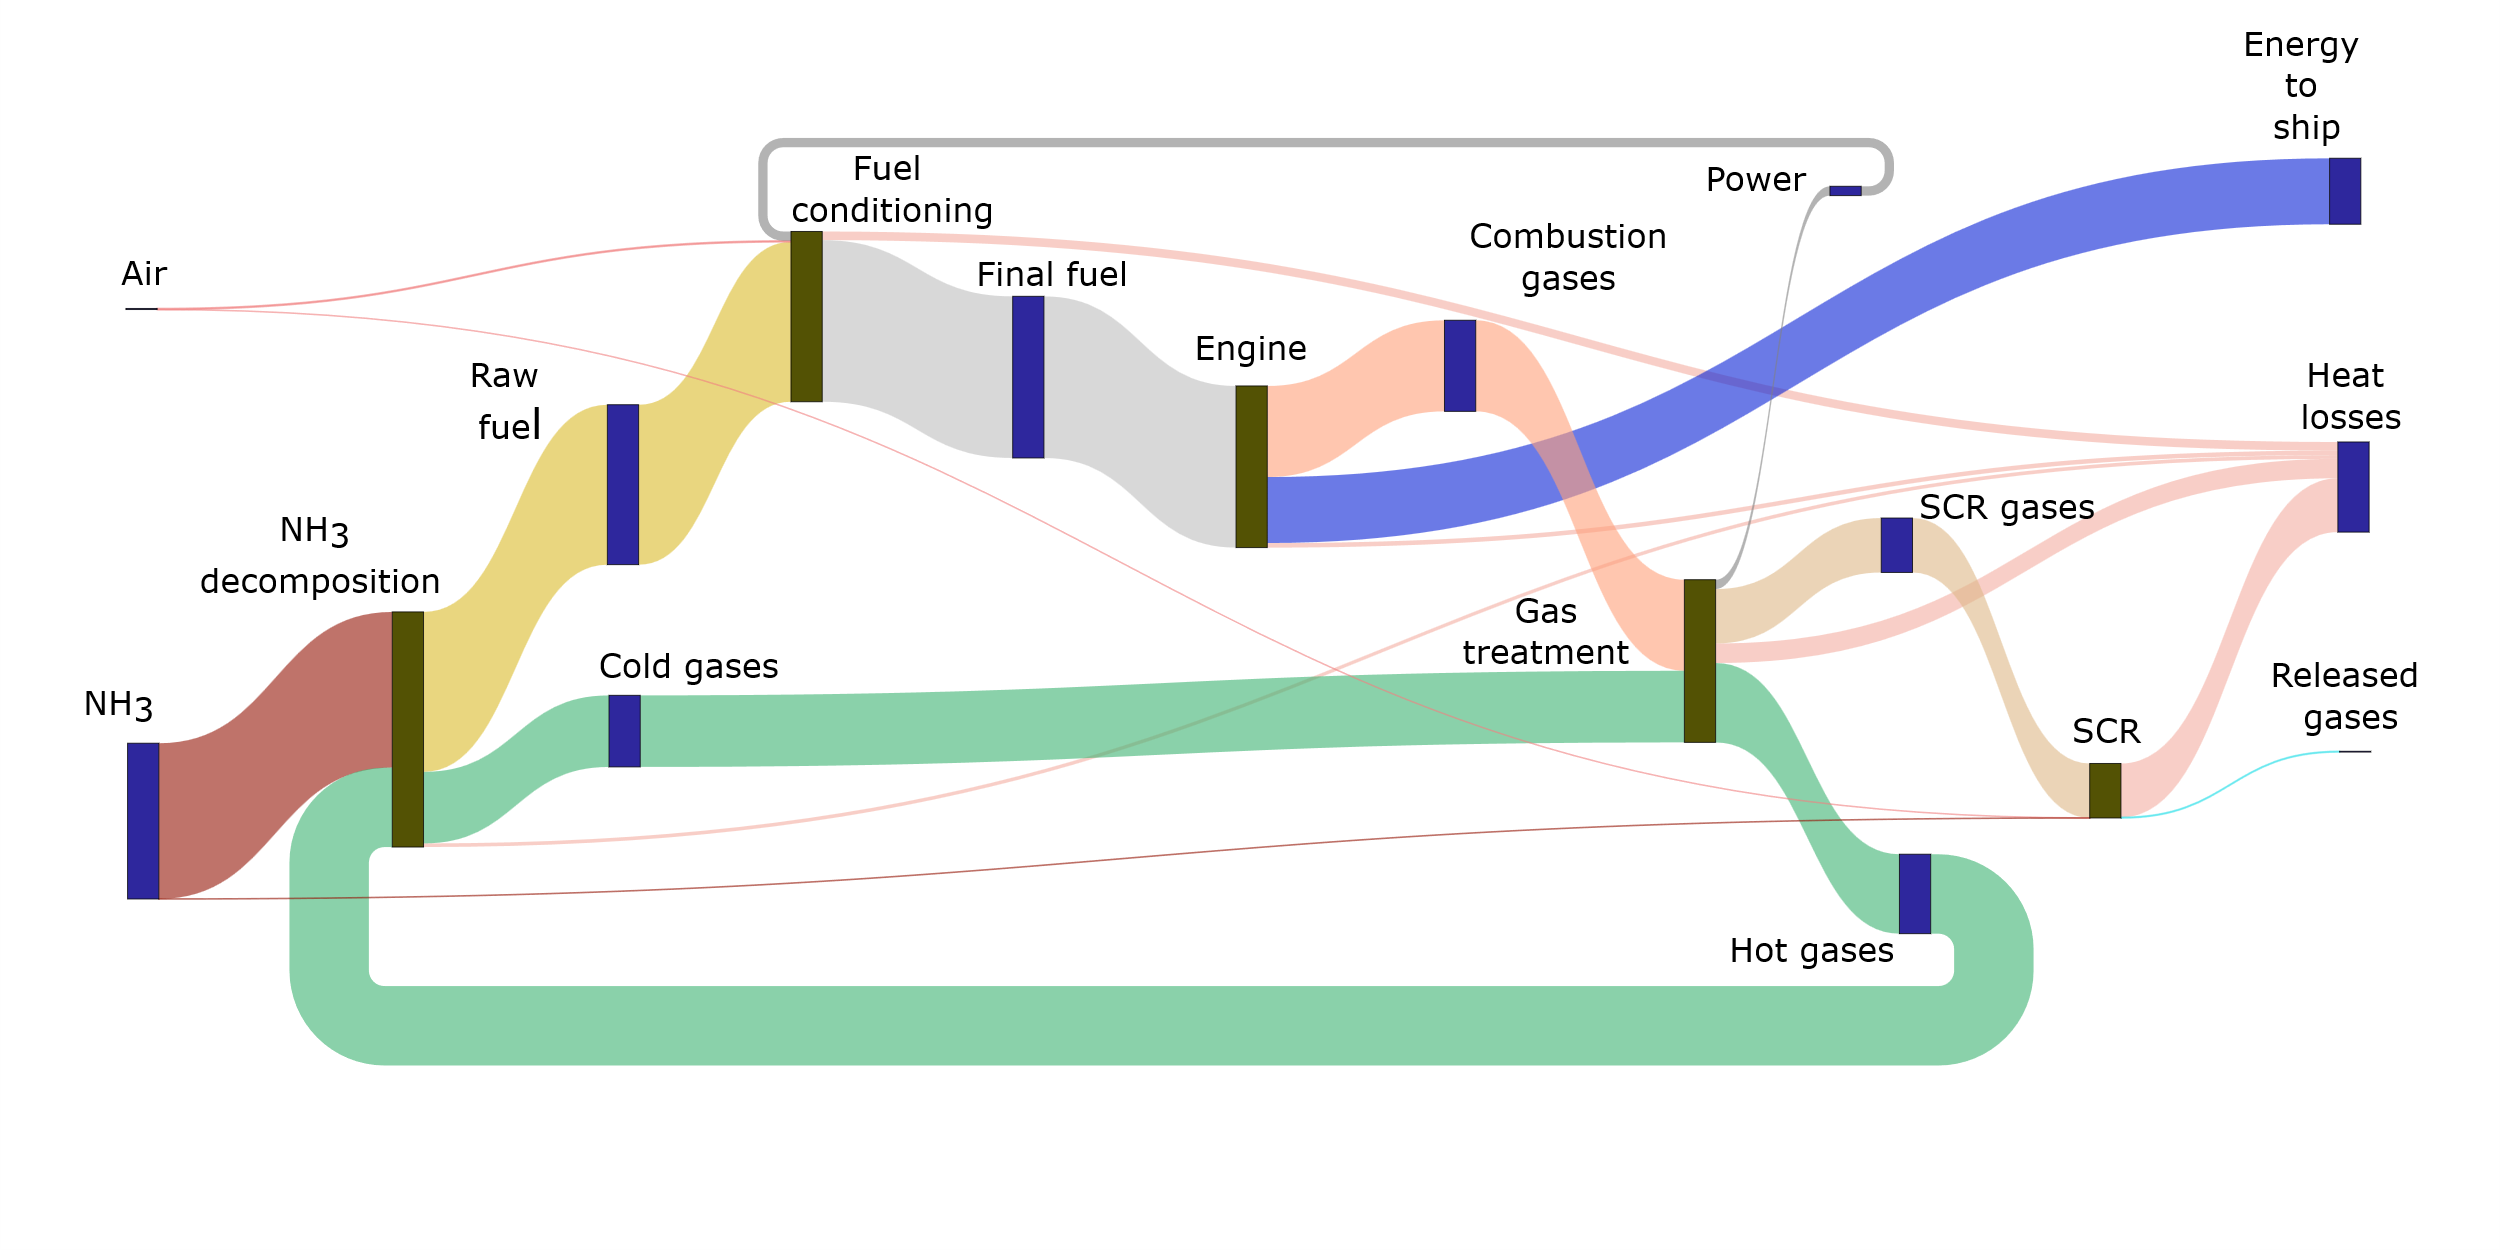 Energy
to
ship
Fuel
conditioning
Power
Combustion
gases
Air
Final fuel
Engine
Raw
fuel
Heat
losses
SCR gases
NH3
decomposition
Gas
treatment
Cold gases
NH3
Released
gases
SCR
Hot gases